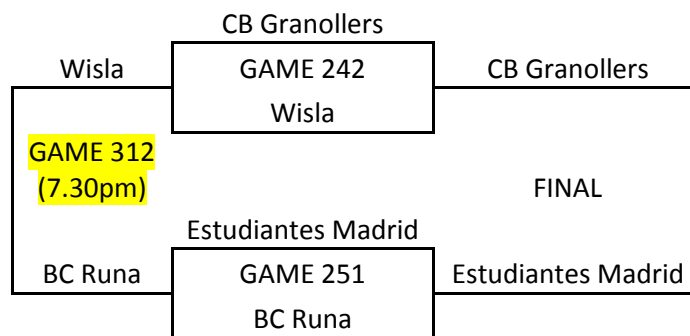 CB Granollers
Wisla
GAME 242
CB Granollers
Wisla
GAME 312
(7.30pm)
FINAL
Estudiantes Madrid
BC Runa
GAME 251
Estudiantes Madrid
BC Runa